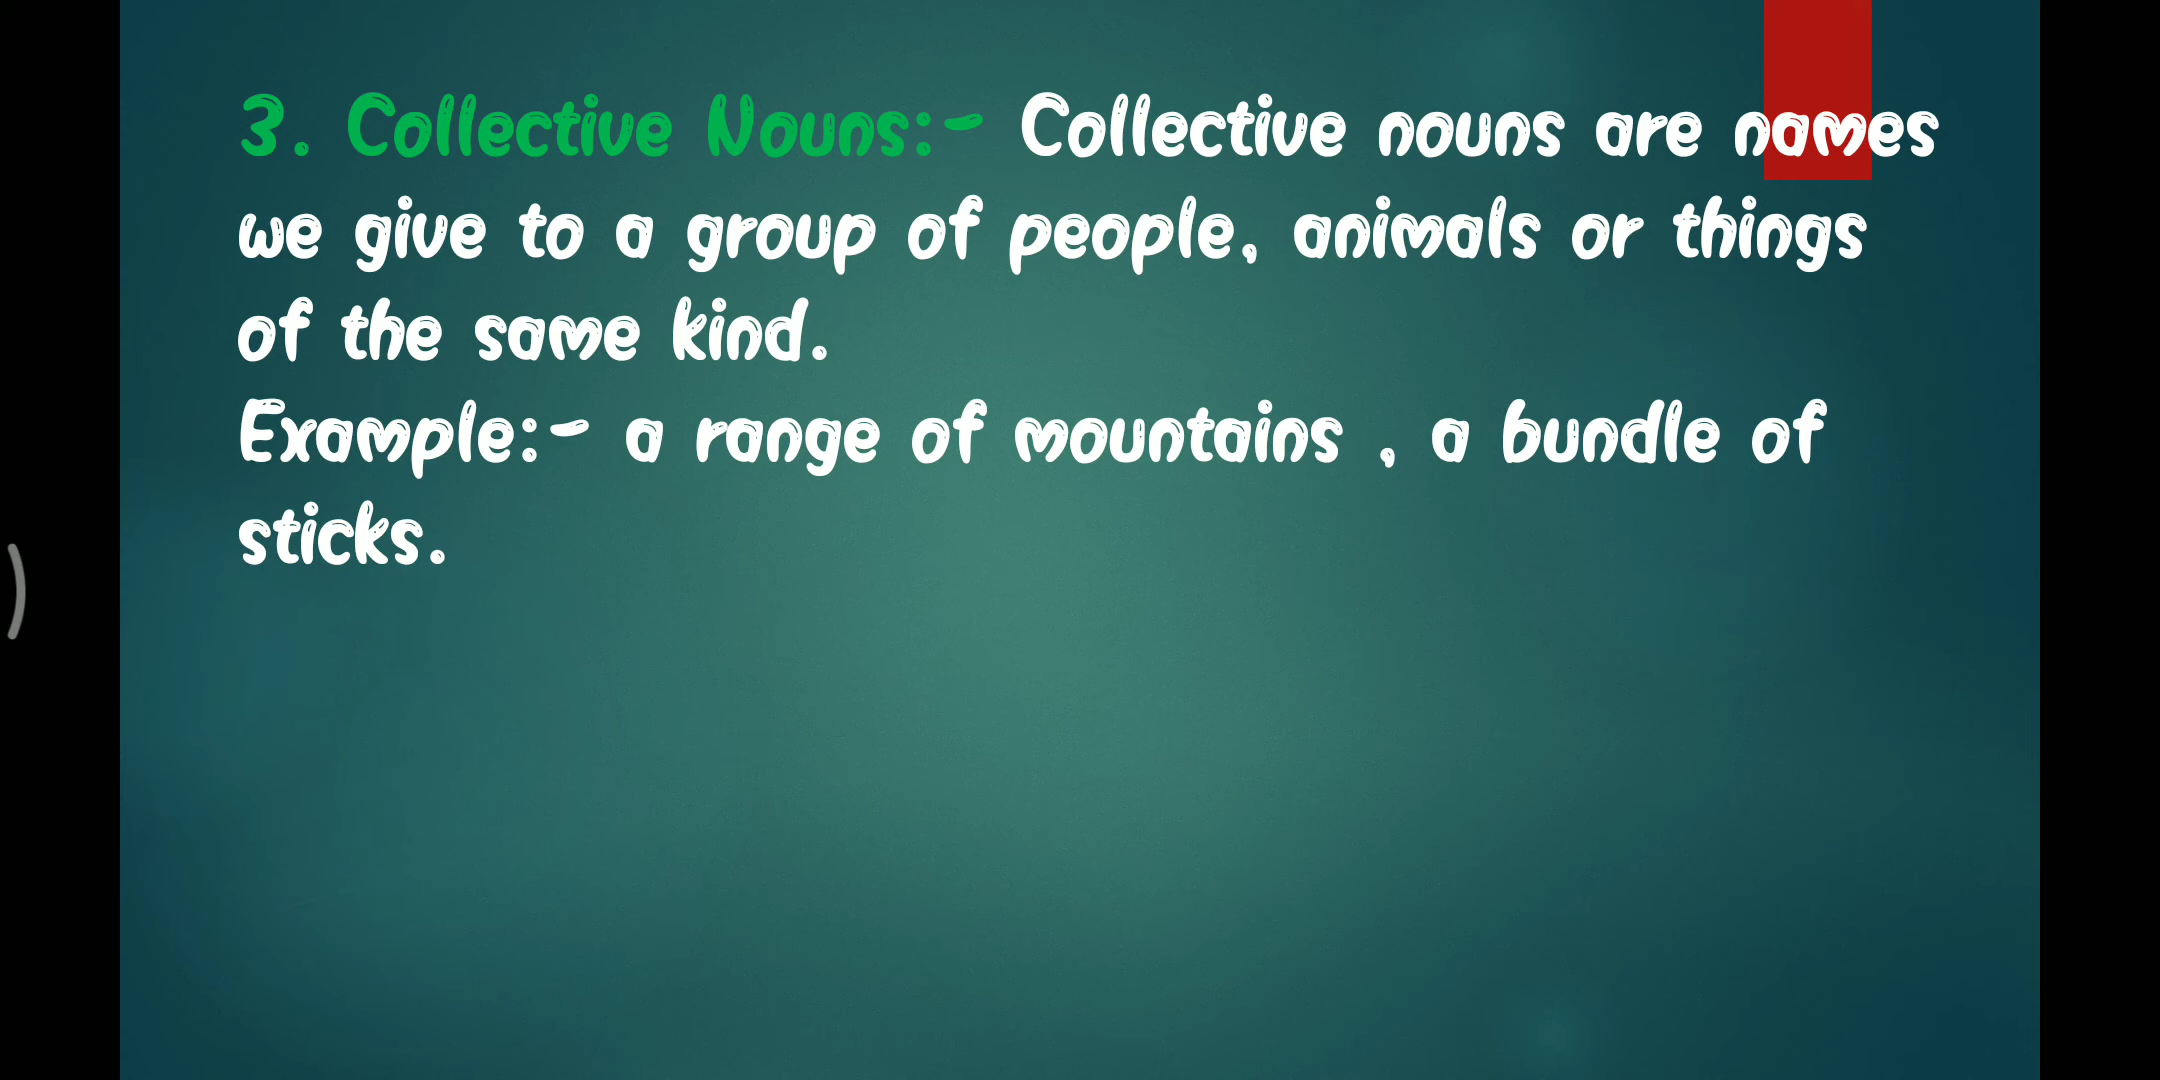 3. Collective Nouns:- Collective nouns are names
we give to a group of people, animals or things
of the same kind.
Example:- a range of mountains , a bundle of
sticks.